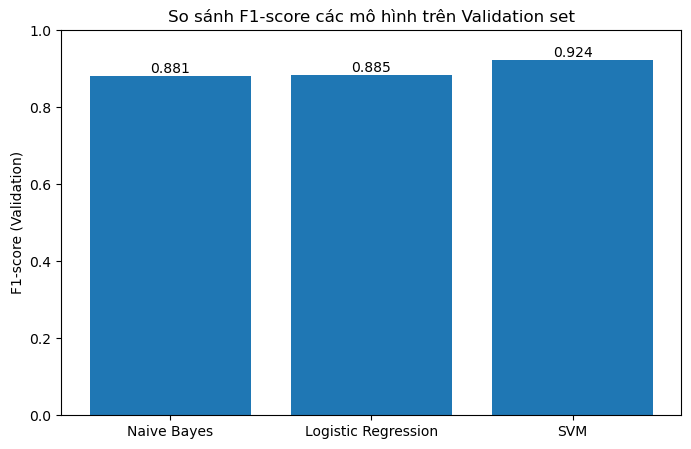 So sánh F1-score các mô hình trên Validation set
F1-score (Validation)
1.0
0.8
0.6
0.4
0.2
0.0
0.881
0.885
0.924
Naive Bayes
Logistic Regression
SVM